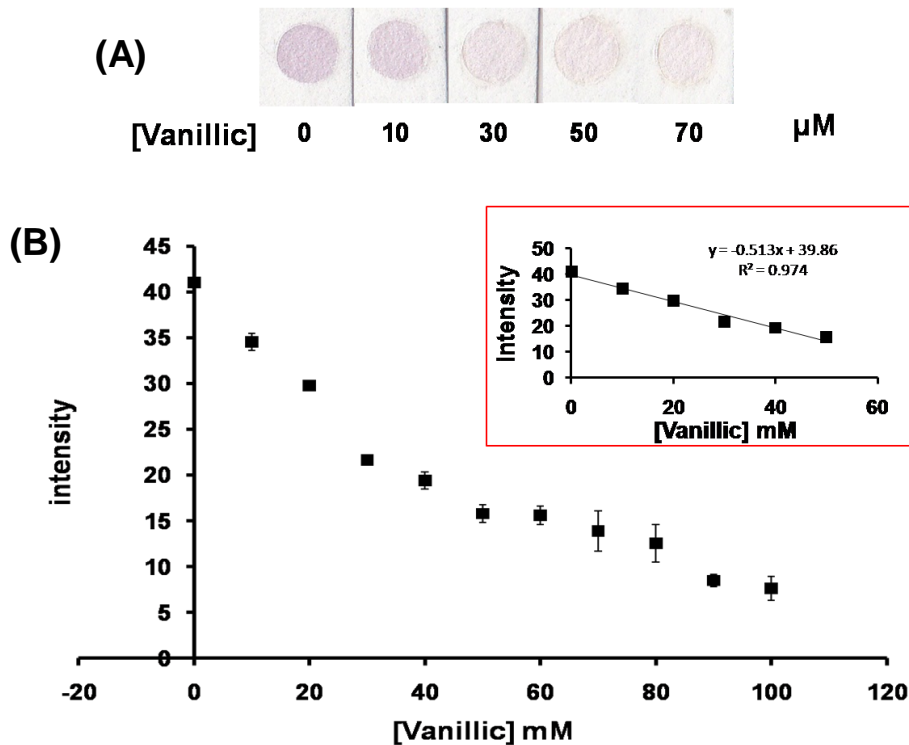 (A)
[Vanillic] 0 10 30 50 70 µM
(B)
45
40
35
30
25
20
15
10
5
0
intensity
-20 0 20 40 60 80 100 120
[Vanillic] mM
50
40
30
20
10
0
Intensity
y = -0.513x + 39.86
R² = 0.974
0 20 40 60
[Vanillic] mM